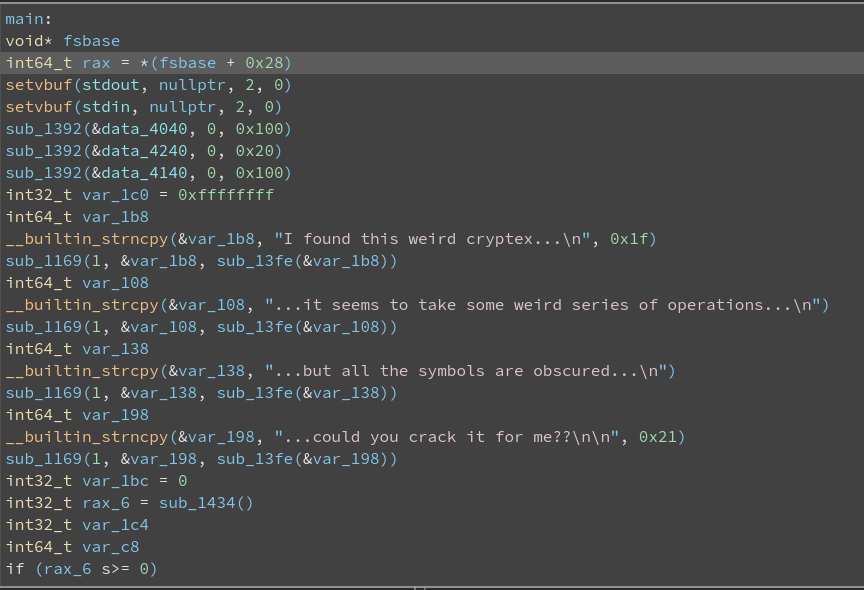 main:
void* fsbase
int64_t rax = *(fsbase + 0x28)
setvbuf(stdout, nullptr, 2, 0)
setvbuf(stdin, nullptr, 2, 0)
sub_1392(&data_4040, 0, 0x100)
sub_1392(&data_4240, 0, 0x20)
sub_1392(&data_4140, 0, 0x100)
int32_t var_1c0 = 0xffffffff
int64_t var_1b8
__builtin_strncpy(&var_1b8, "I found this weird cryptex...\n", 0x1f)
sub_1169(1, &var_1b8, sub_13fe(&var_1b8))
int64_t var_108
__builtin_strcpy(&var_108, "...it seems to take some weird series of operations...\n")
sub_1169(1, &var_108, sub_13fe(&var_108))
int64_t var_138
__builtin_strcpy(&var_138, "...but all the symbols are obscured...\n")
sub_1169(1, &var_138, sub_13fe(&var_138))
int64_t var_198
__builtin_strncpy(&var_198, "...could you crack it for me??\n\n", 0x21)
sub_1169(1, &var_198, sub_13fe(&var_198))
int32_t var_1bc = 0
int32_t rax_6 = sub_1434()
int32_t var_1c4
int64_t var_c8
if (rax_6 s>= 0)